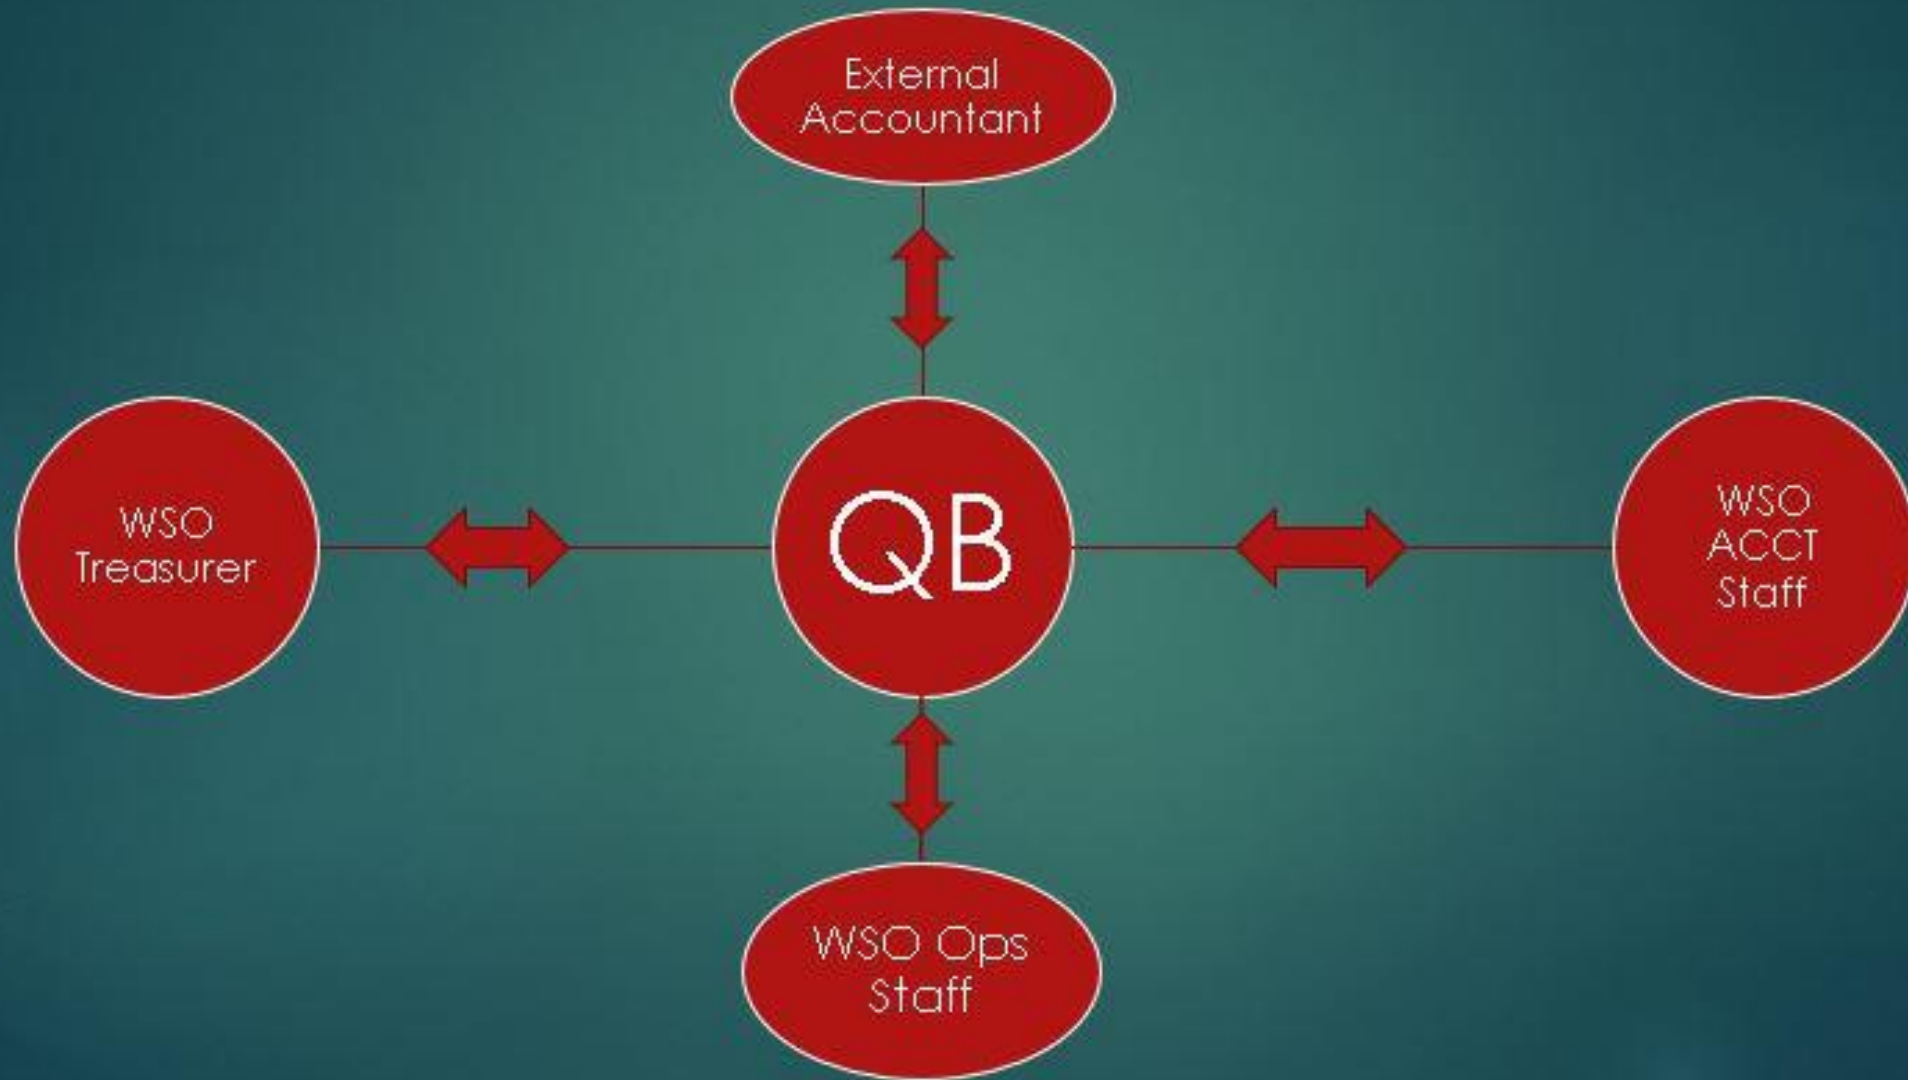 External
Accountant
WSO
Treasurer
QB
WSO
ACCT
Staff
WSO Ops
Staff